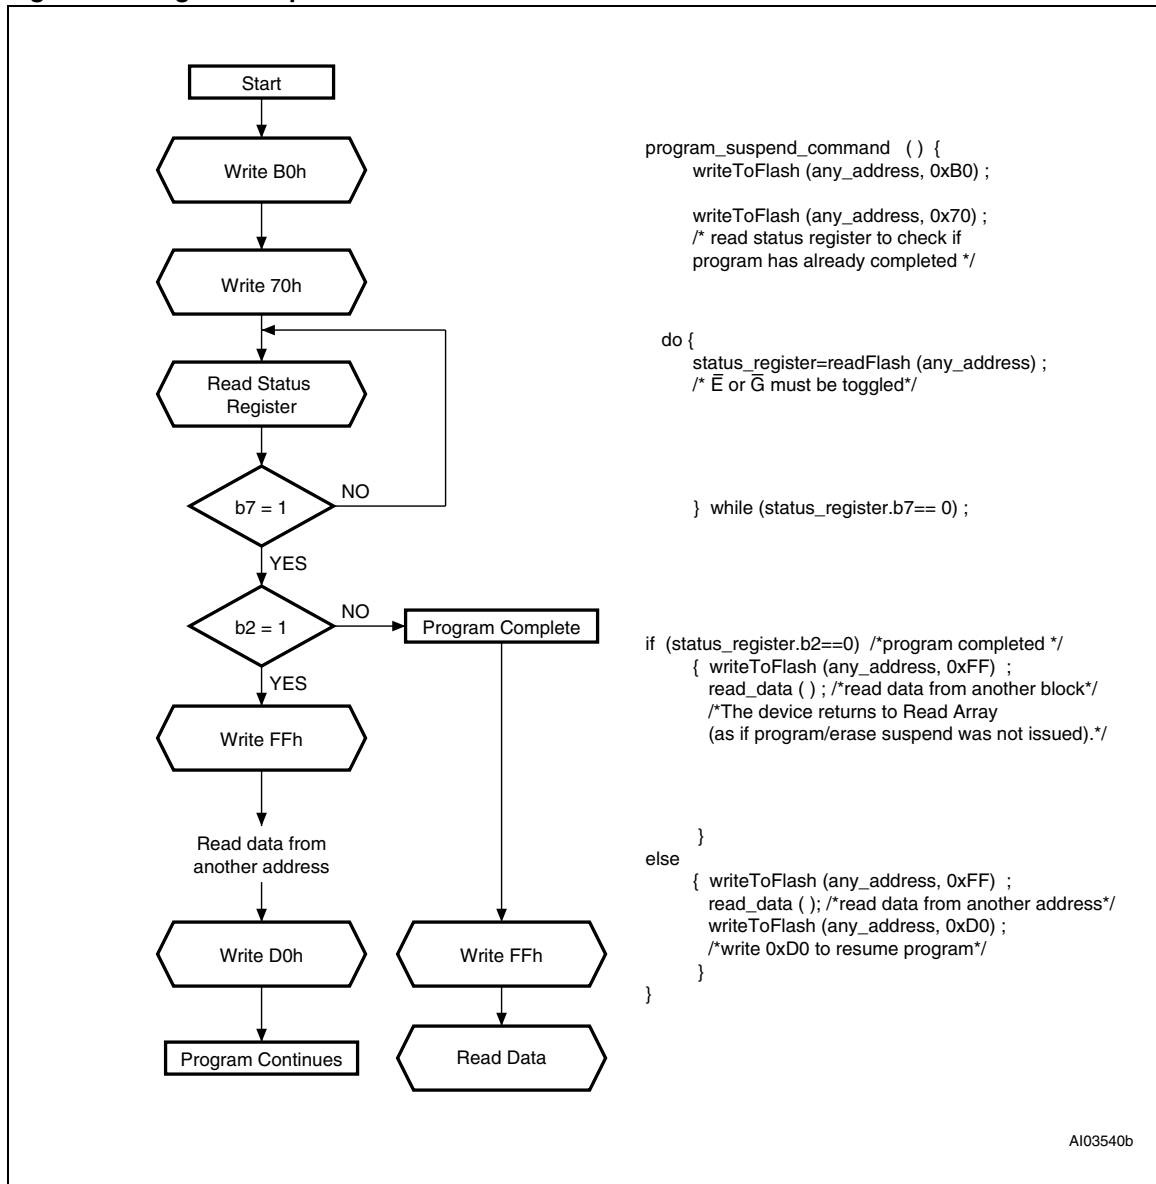 Start
Write B0h
Write 70h
Read Status
Register
b7 = 1
NO
YES
b2 = 1
NO
Program Complete
YES
Write FFh
Read data from
another address
Write D0h
Write FFh
Program Continues
Read Data
program_suspend_command ( ) {
writeToFlash (any_address, 0xB0) ;
writeToFlash (any_address, 0x70) ;
/* read status register to check if
program has already completed */
do {
status_register=readFlash (any_address) ;
/* E̅ or G̅ must be toggled*/
} while (status_register.b7== 0) ;
if (status_register.b2==0) /*program completed */
{ writeToFlash (any_address, 0xFF) ;
read_data ( ) ; /*read data from another block*/
/*The device returns to Read Array
(as if program/erase suspend was not issued).*/
}
else
{ writeToFlash (any_address, 0xFF) ;
read_data ( ); /*read data from another address*/
writeToFlash (any_address, 0xD0) ;
/*write 0xD0 to resume program*/
}
}
AI03540b